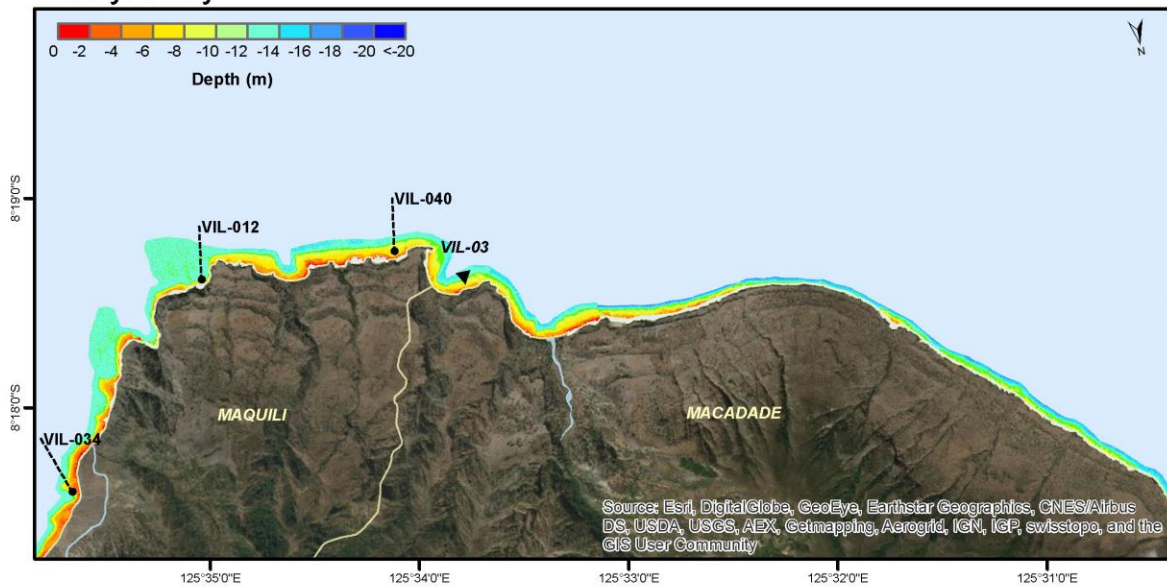 0 -2 -4 -6 -8 -10 -12 -14 -16 -18 -20 <-20
Depth (m)
N
8°19'0"S
VIL-040
VIL-012
VIL-03
8°18'0"S
MAQUILI
MACADADE
VIL-034
Source: Esri, DigitalGlobe, GeoEye, Earthstar Geographics, CNES/Airbus
DS, USDA, USGS, AEX, Getmapping, Aerogrid, IGN, IGP, swisstopo, and the
GIS User Community
125°35'0"E 125°34'0"E 125°33'0"E 125°32'0"E 125°31'0"E